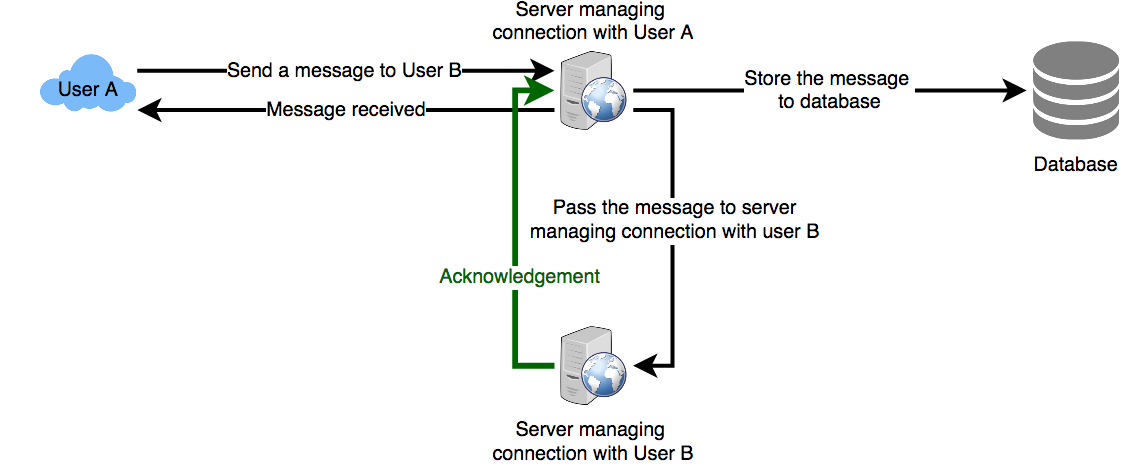 Server managing
connection with User A
User A
Send a message to User B
Message received
Store the message
to database
Database
Pass the message to server
managing connection with user B
Acknowledgement
Server managing
connection with User B